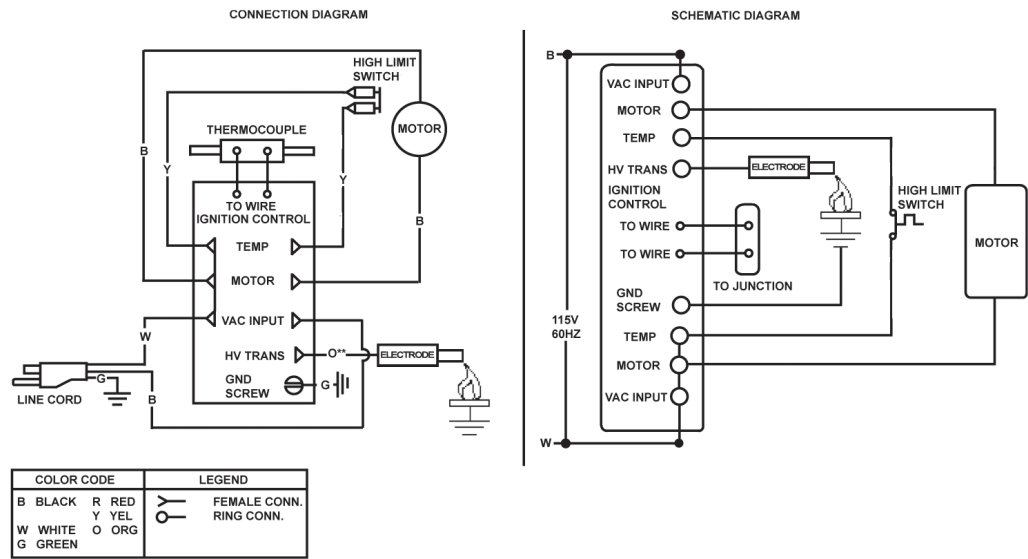 CONNECTION DIAGRAM
HIGH LIMIT
SWITCH
THERMOCOUPLE
MOTOR
B
Y
Y
B
TO WIRE
IGNITION CONTROL
TEMP
MOTOR
VAC INPUT
W
HV TRANS
O**
ELECTRODE
GND
SCREW
G
G
LINE CORD
B
SCHEMATIC DIAGRAM
B
VAC INPUT
MOTOR
TEMP
HV TRANS
ELECTRODE
IGNITION
CONTROL
HIGH LIMIT
SWITCH
TO WIRE
TO WIRE
MOTOR
TO JUNCTION
GND
SCREW
115V
60HZ
TEMP
MOTOR
VAC INPUT
W
COLOR CODE
B BLACK R RED
Y YEL
W WHITE O ORG
G GREEN
LEGEND
FEMALE CONN.
RING CONN.